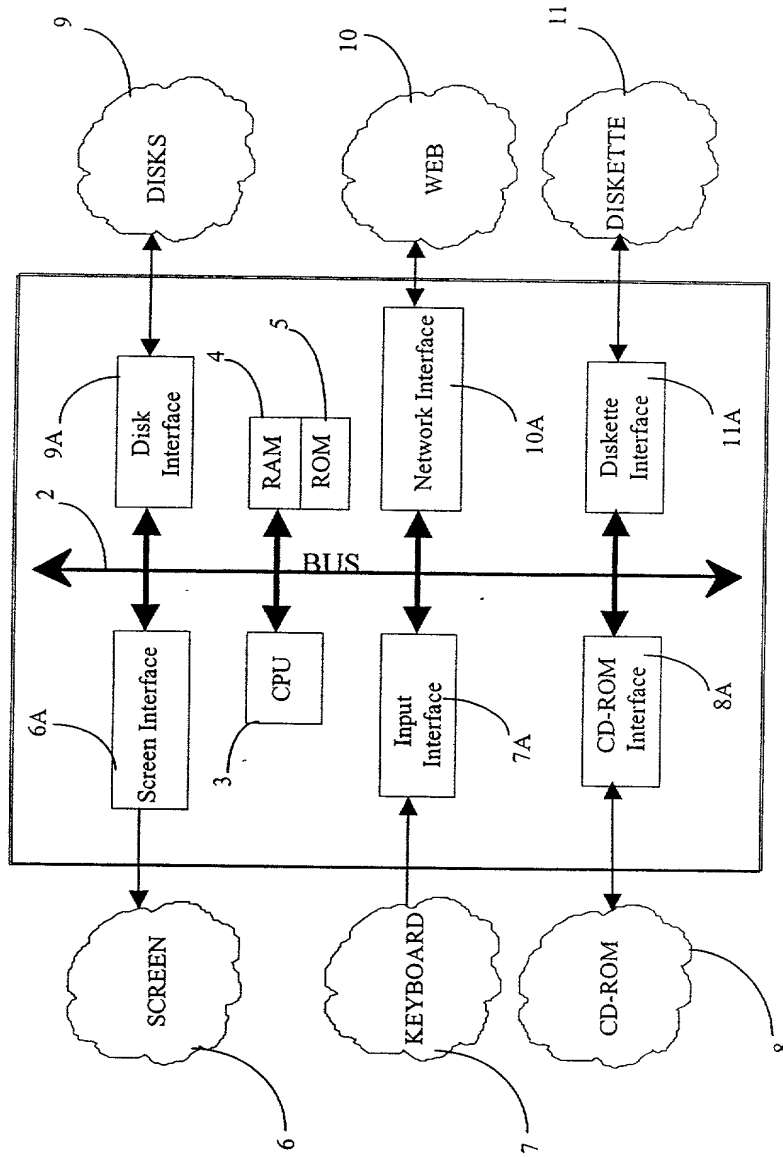 6A
2
9A
9
SCREEN
Screen Interface
Disk
Interface
DISKS
6
3
CPU
BUS
RAM
ROM
4
5
KEYBOARD
Input
Interface
Network Interface
WEB
10
7
7A
10A
CD-ROM
CD-ROM
Interface
Diskette
Interface
DISKETTE
11
8
8A
11A